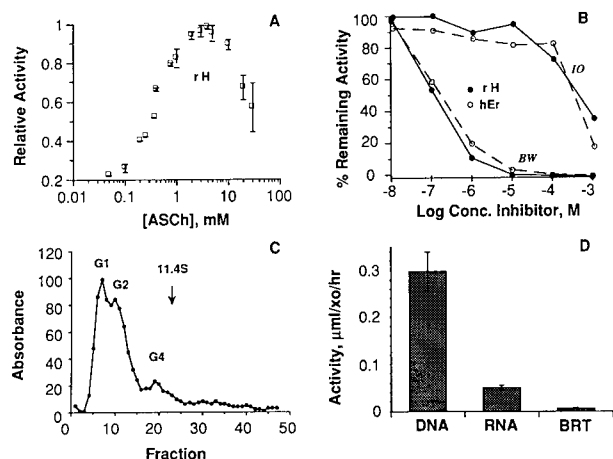 A
Relative Activity
1
0.8
0.6
0.4
0.2
r H
0.01
0.1
1
10
100
[ASCh], mM
B
% Remaining Activity
100
80
60
40
20
0
r H
hEr
IO
BW
-8
-7
-6
-5
-4
-3
Log Conc. Inhibitor, M
C
Absorbance
120
100
80
60
40
20
0
G1
G2
G4
11.4S
0
10
20
30
40
50
Fraction
D
Activity, µml/xo/hr
0.3
0.2
0.1
0
DNA
RNA
BRT